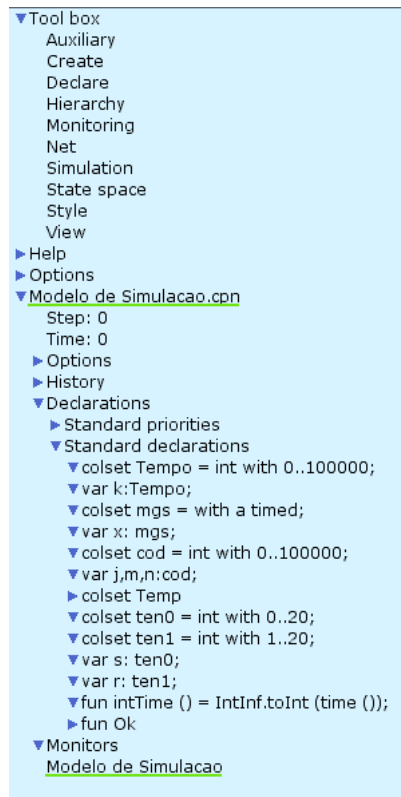 Tool box
Auxiliary
Create
Declare
Hierarchy
Monitoring
Net
Simulation
State space
Style
View
Help
Options
Modelo de Simulacao.cpn
Step: 0
Time: 0
Options
History
Declarations
Standard priorities
Standard declarations
colset Tempo = int with 0..100000;
var k:Tempo;
colset mgs = with a timed;
var x: mgs;
colset cod = int with 0..100000;
var j,m,n:cod;
colset Temp
colset ten0 = int with 0..20;
colset ten1 = int with 1..20;
var s: ten0;
var r: ten1;
fun intTime () = IntInf.toInt (time ());
fun Ok
Monitors
Modelo de Simulacao